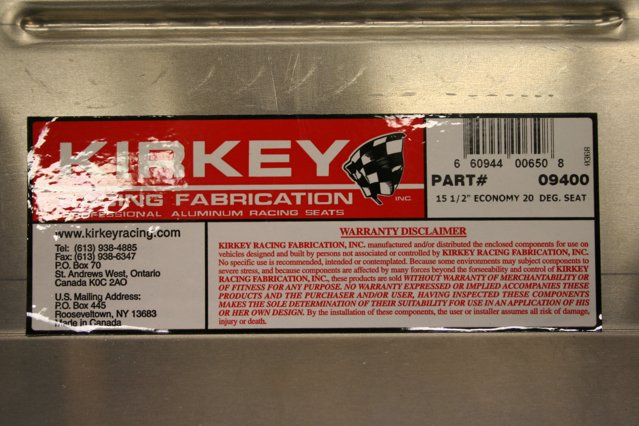 KIRKEY
RACING FABRICATION INC
PROFESSIONAL ALUMINUM RACING SEATS
6 60944 00650 8
PART# 09400
15 1/2" ECONOMY 20 DEG. SEAT
www.kirkeyracing.com
Tel: (613) 938-4885
Fax: (613) 938-6347
P.O. Box 70
St. Andrews West, Ontario
Canada K0C 2AO
U.S. Mailing Address:
P.O. Box 445
Rooseveltown, NY 13683
Made in Canada
WARRANTY DISCLAIMER
KIRKEY RACING FABRICATION, INC. manufactured and/or distributed the enclosed components for use on
vehicles designed and built by persons not associated or controlled by KIRKEY RACING FABRICATION, INC.
No specific use is recommended, intended or contemplated. Because some environments may subject components to
severe stress, and because components are affected by many forces beyond the forseeability and control of KIRKEY
RACING FABRICATION, INC., these products are sold WITHOUT WARRANTY OF MERCHANTABILITY OR
OF FITNESS FOR ANY PURPOSE. NO WARRANTY EXPRESSED OR IMPLIED ACCOMPANIES THESE
PRODUCTS AND THE PURCHASER AND/OR USER, HAVING INSPECTED THESE COMPONENTS
MAKES THE SOLE DETERMINATION OF THEIR SUITABILITY FOR USE IN AN APPLICATION OF HIS
OR HER OWN DESIGN. By the installation of these components, the user or installer assumes all risk of damage,
injury or death.